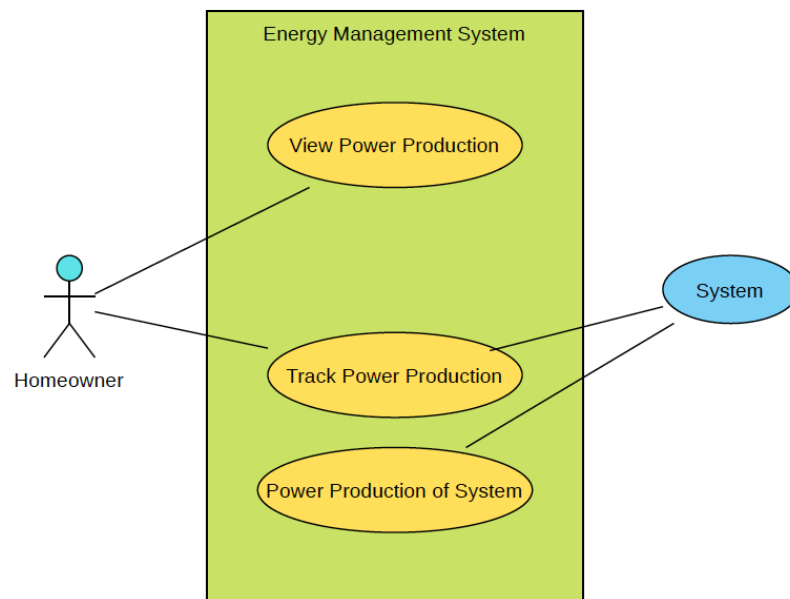 Energy Management System
View Power Production
System
Homeowner
Track Power Production
Power Production of System